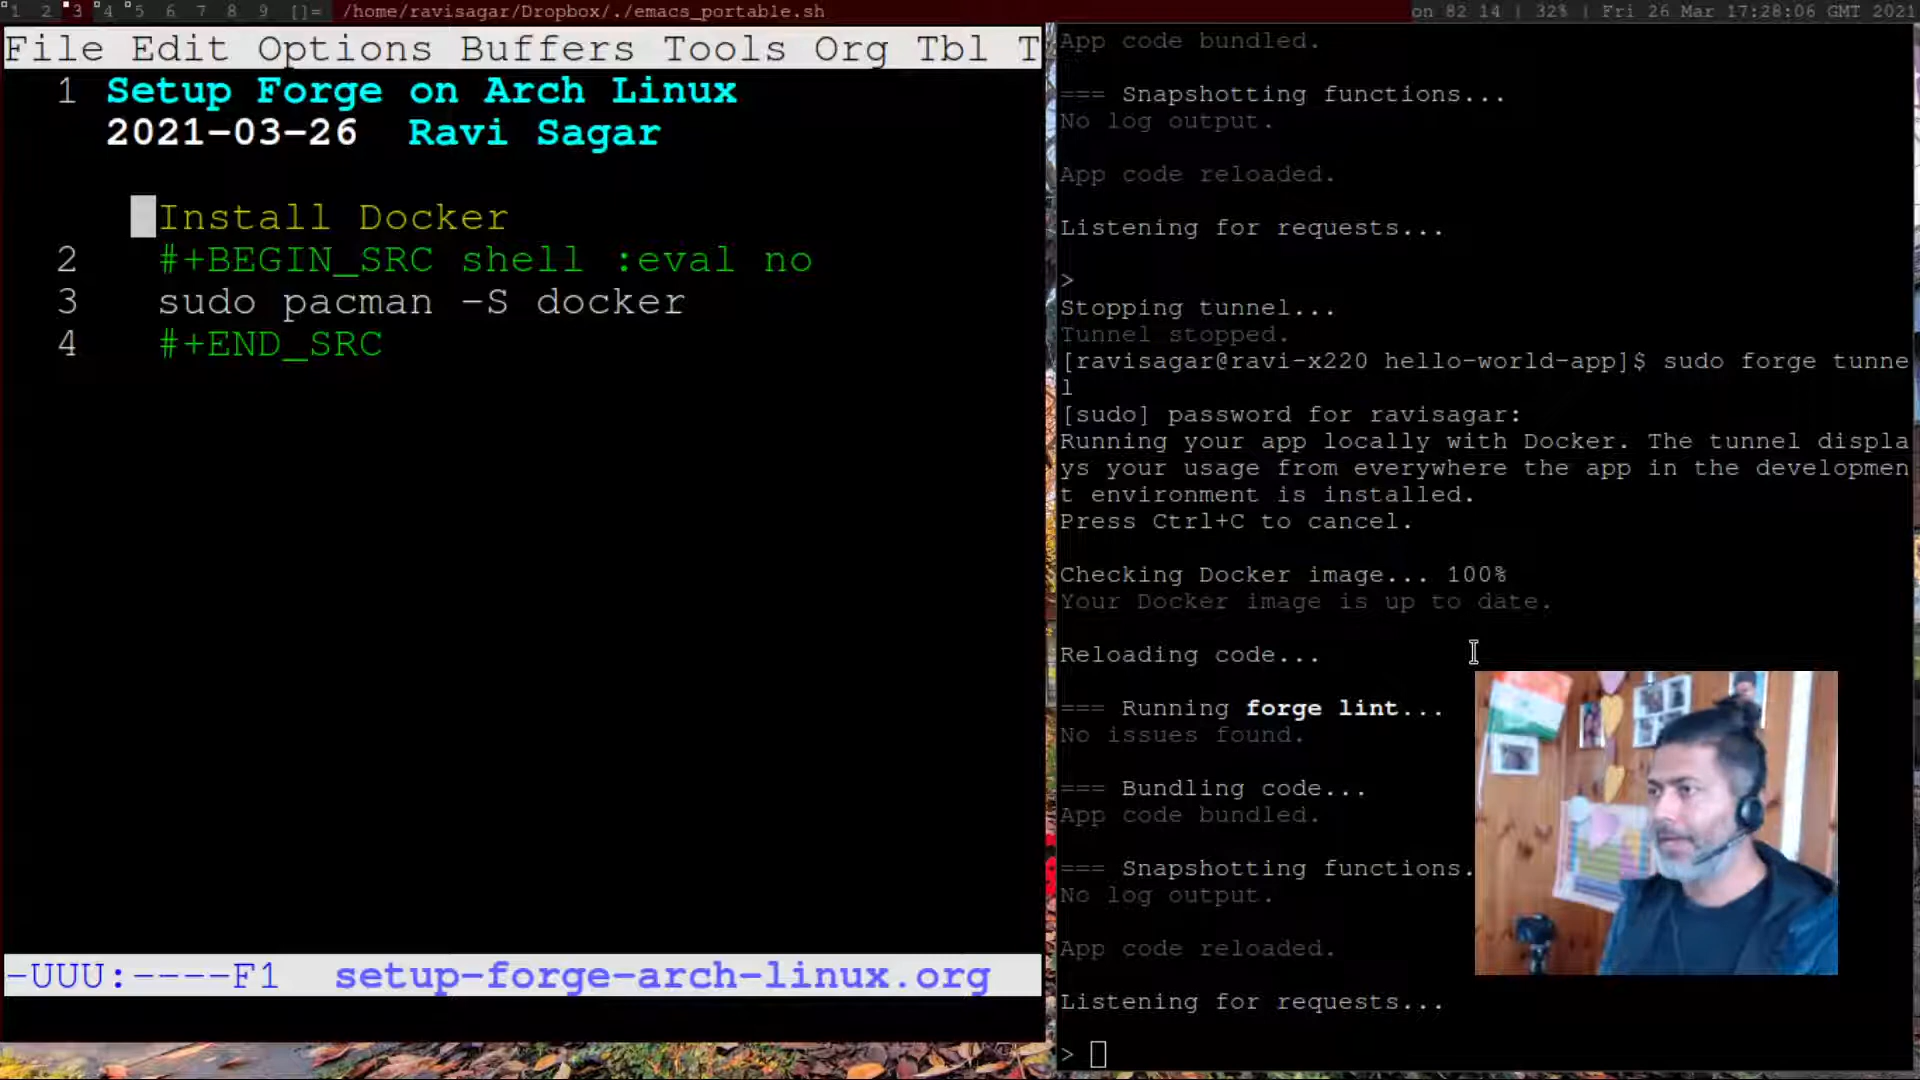 1 2 3 4 5 6 7 8 9 []= /home/ravisagar/Dropbox/./emacs_portable.sh
on 82 14 | 32% | Fri 26 Mar 17:28:06 GMT 2021
File Edit Options Buffers Tools Org Tbl T
1 Setup Forge on Arch Linux
2021-03-26 Ravi Sagar
Install Docker
2 #+BEGIN_SRC shell :eval no
3 sudo pacman -S docker
4 #+END_SRC
-UUU:----F1 setup-forge-arch-linux.org
App code bundled.
=== Snapshotting functions...
No log output.
App code reloaded.
Listening for requests...
>
Stopping tunnel...
Tunnel stopped.
[ravisagar@ravi-x220 hello-world-app]$ sudo forge tunne
l
[sudo] password for ravisagar:
Running your app locally with Docker. The tunnel displa
ys your usage from everywhere the app in the developmen
t environment is installed.
Press Ctrl+C to cancel.
Checking Docker image... 100%
Your Docker image is up to date.
Reloading code...
=== Running forge lint...
No issues found.
=== Bundling code...
App code bundled.
=== Snapshotting functions.
No log output.
App code reloaded.
Listening for requests...
>